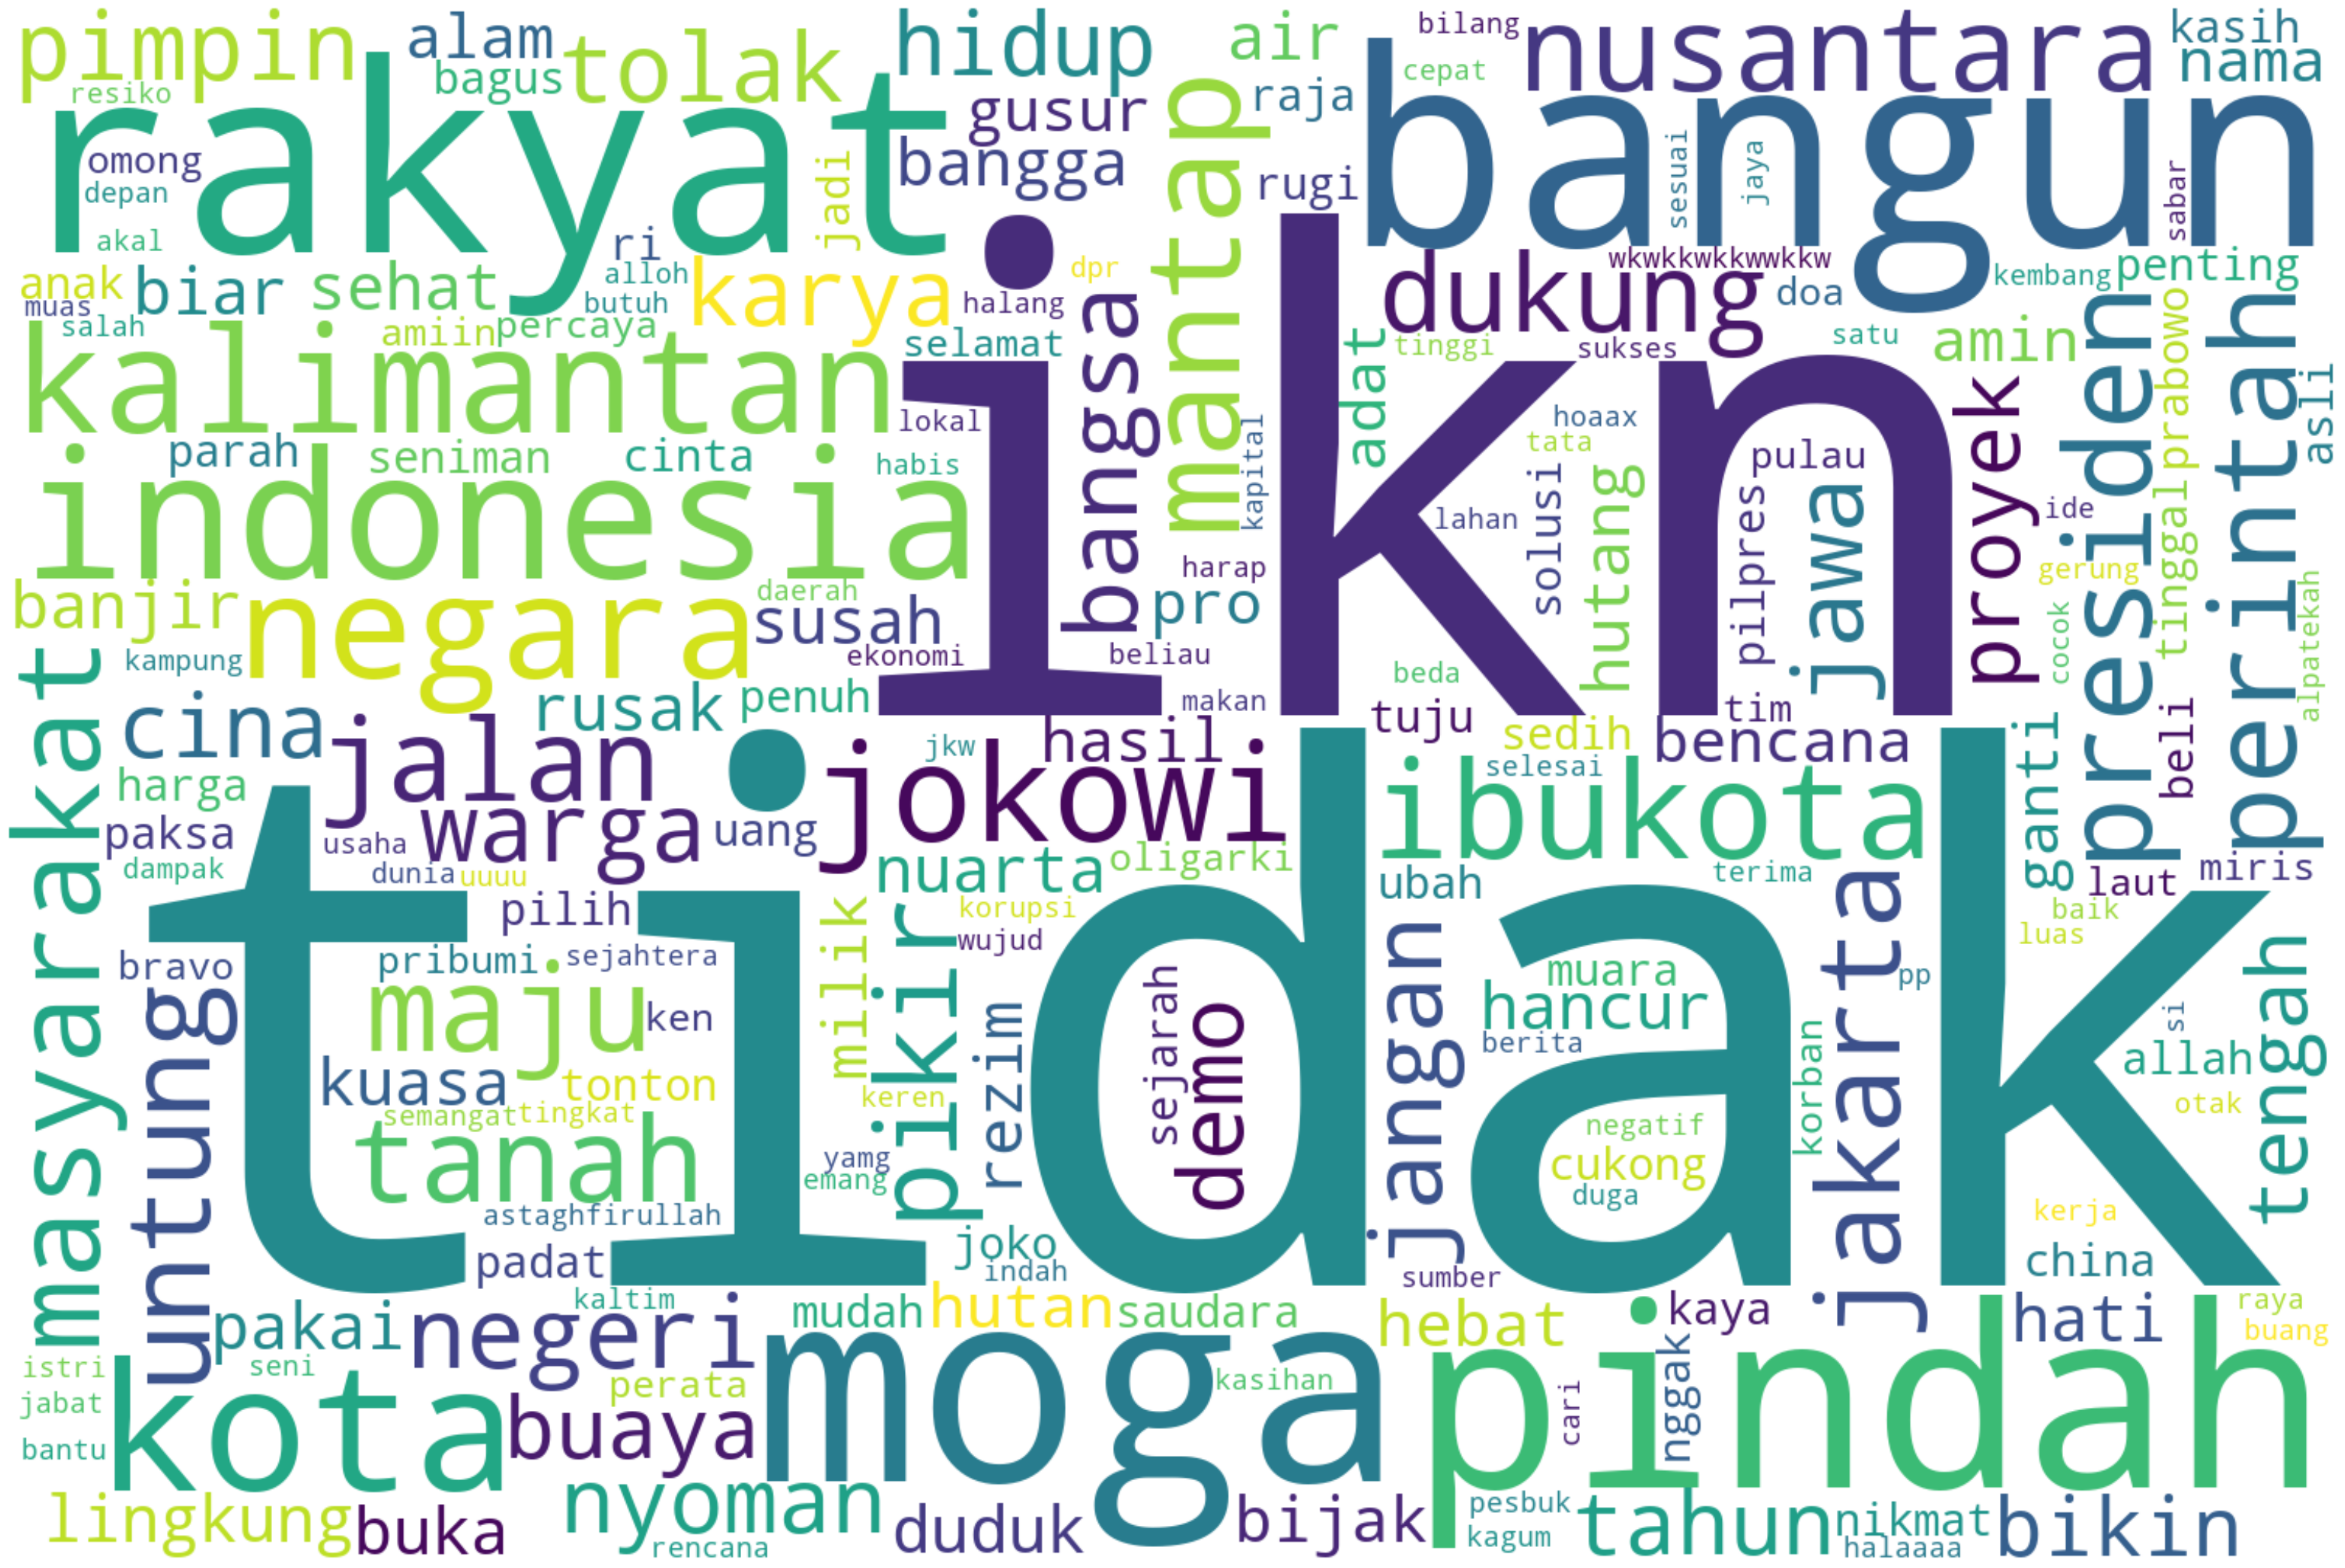 pimpin
alam
hidup
air
bilang
nusantara
kasih
resiko
bagus
tolak
cepat
nama
rakyat
gusur
mantap
raja
bangun
omong
bangga
rugi
sesuai
jaya
sabar
depan
jadi
akal
ri
wkwkkwkkwwkkw
anak
biar
sehat
alloh
karya
dpr
dukung
doa
kembang
penting
muas
butuh
halang
salah
amiin
percaya
selamat
bangsa
adat
tinggi
sukses
satu
amin
presiden
prabowo
perintah
kalimantan
ikn
asli
lokal
hoaax
proyek
parah
seniman
cinta
habis
kapital
tata
pulau
indonesia
lahan
solusi
hutang
pilpres
jawa
ide
harap
gerung
tinggal
banjir
negara
daerah
susah
pro
cocok
alpatekah
kampung
ekonomi
beliau
beda
masyarakat
cina
rusak
penuh
makan
tuju
tim
jalan
jkw
hasil
sedih
bencana
ganti
beli
harga
jokowi
selesai
ibukota
paksa
usaha
warga
uang
dampak
dunia
uuuu
nuarta
oligarki
ubah
terima
laut
miris
tidak
pilih
milik
pikir
korupsi
jangan
jakarta
baik
bravo
pribumi
sejahtera
wujud
luas
untung
maju
ken
rezim
sejarah
demo
muara
hancur
pp
tengah
berita
korban
si
allah
kuasa
tonton
keren
semangat
tingkat
negatif
otak
tanah
yamg
emang
cukong
duga
astaghfirullah
kerja
padat
joko
indah
sumber
china
kaltim
pakai
negeri
mudah
hutan
saudara
hebat
kaya
hati
raya
buang
istri
seni
perata
moga
kasihan
nggak
pindah
jabat
kota
buaya
cari
bantu
lingkung
buka
nyoman
rencana
duduk
bijak
pesbuk
kagum
tahun
nikmat
halaaaa
bikin